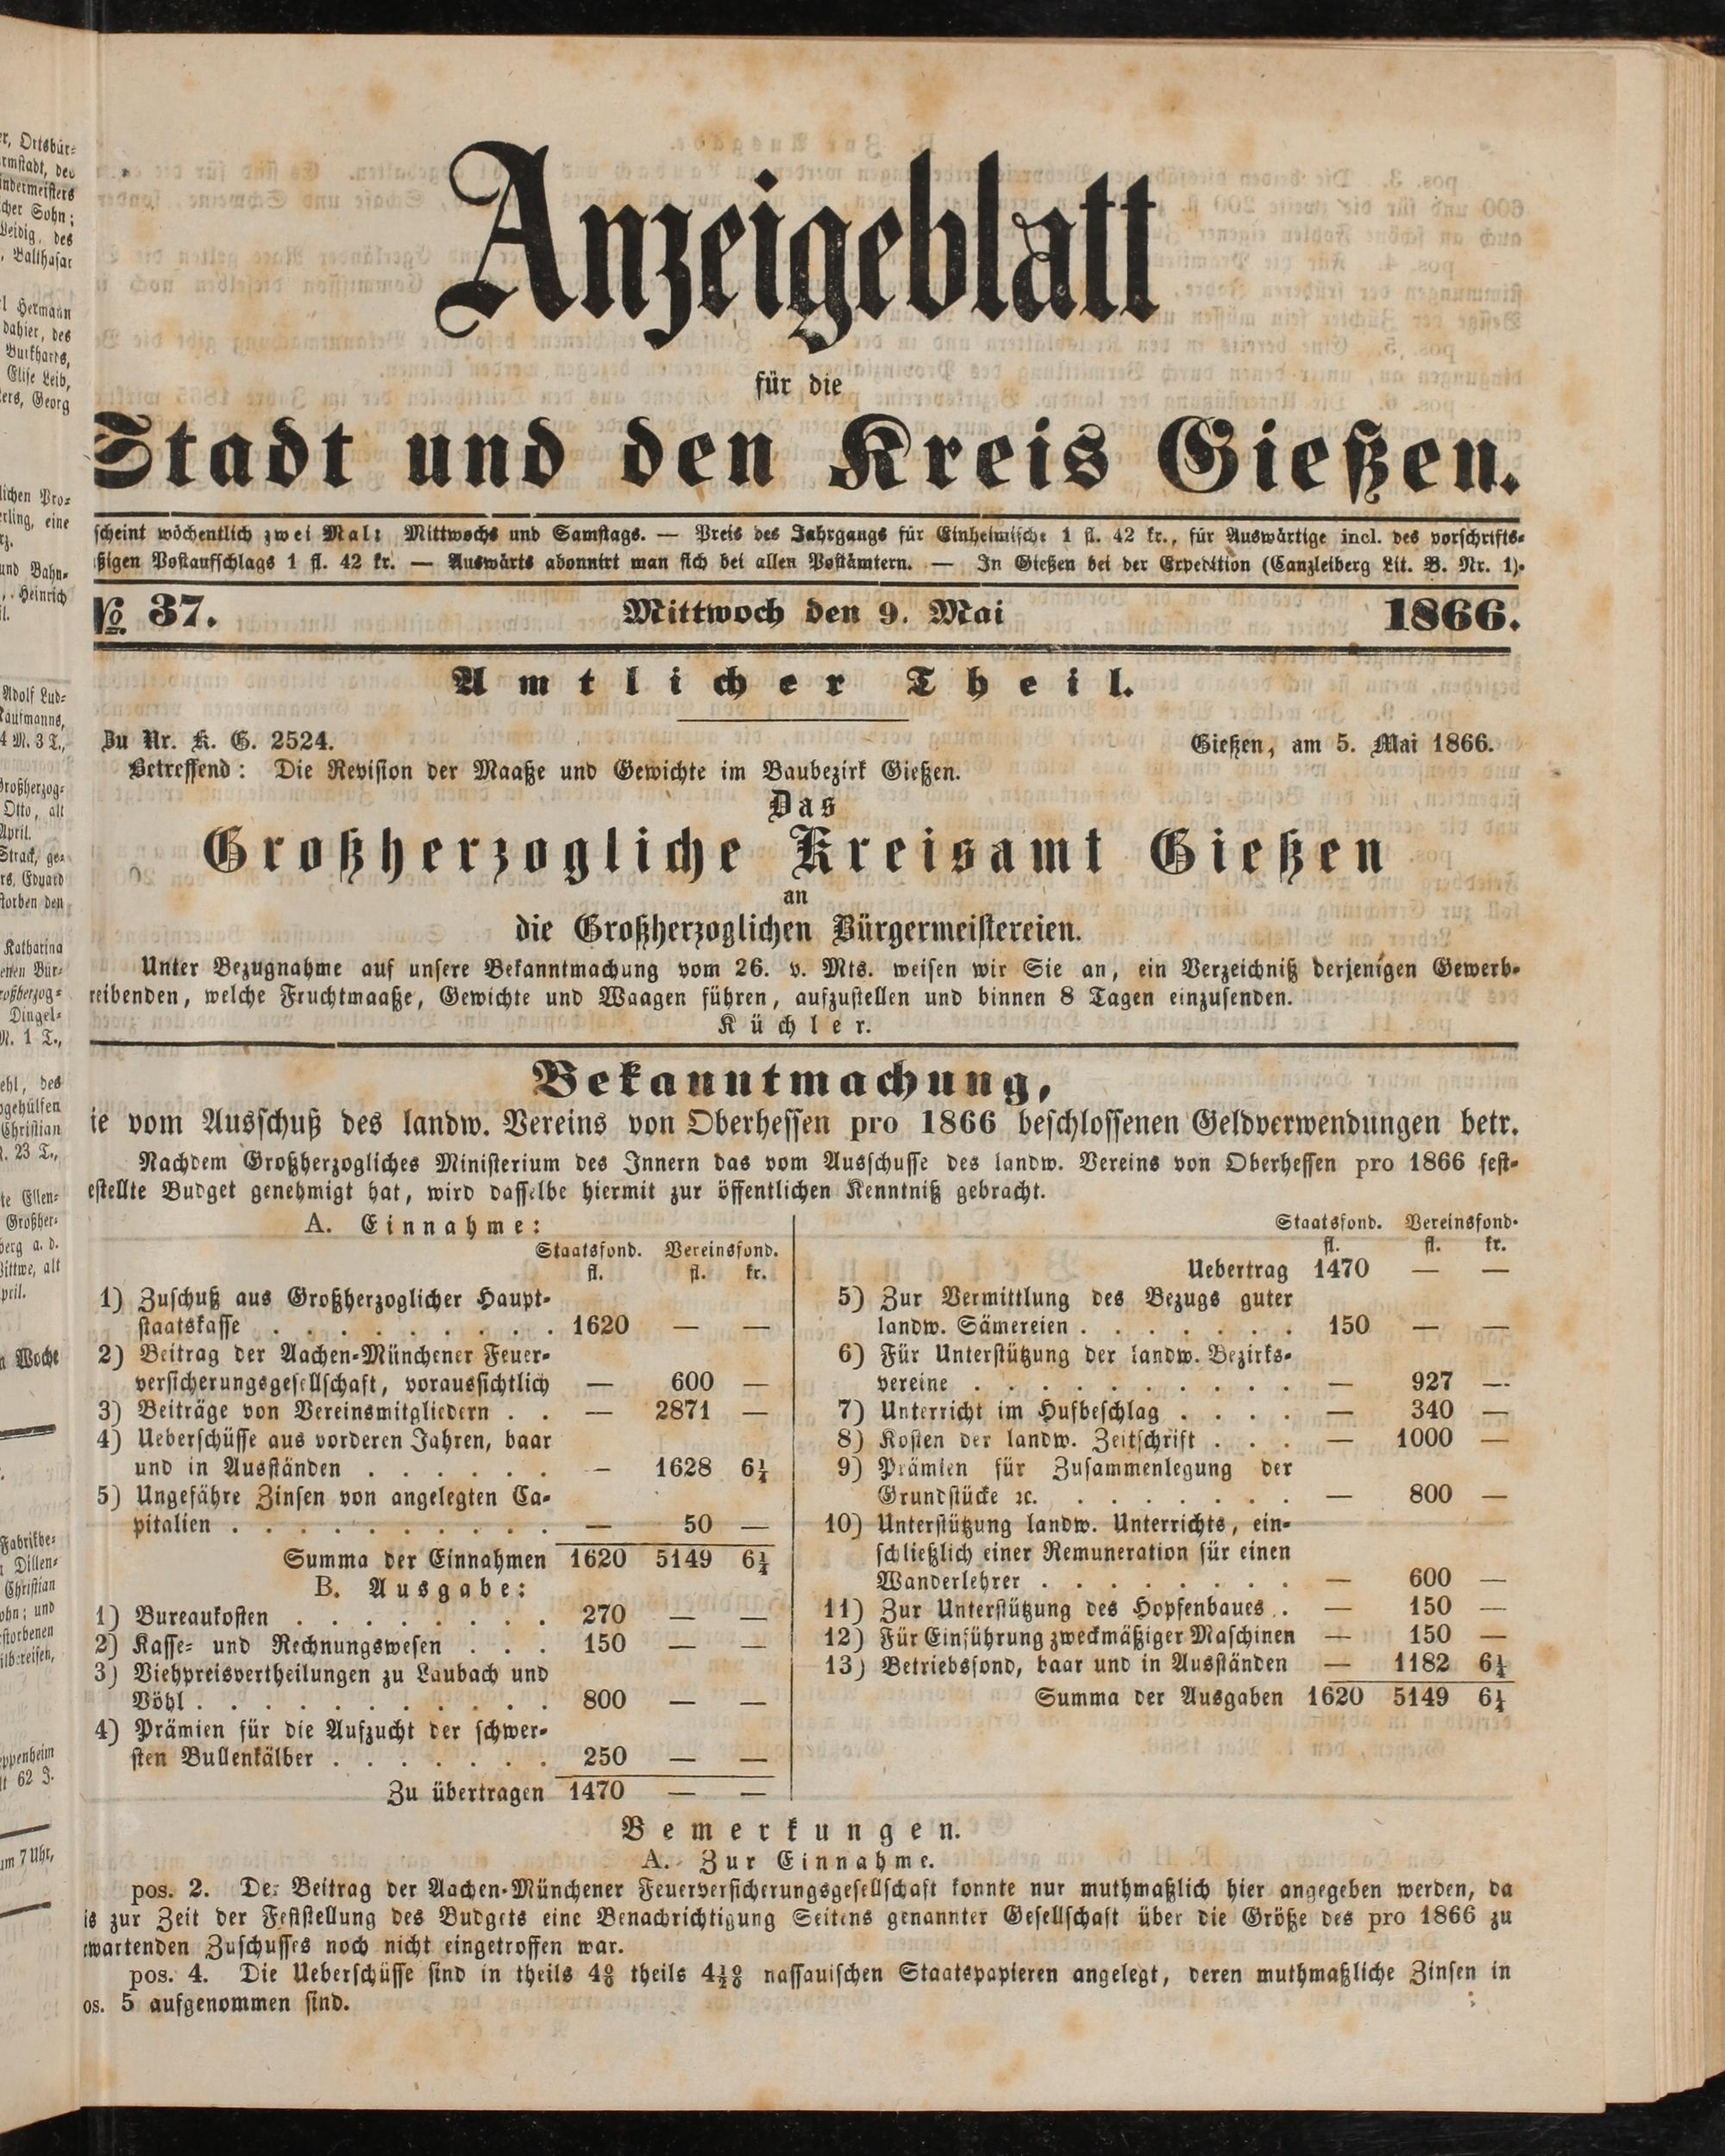 Anzeigeblatt
für die
Stadt und den Kreis Gießen.
scheint wöchentlich zwei Mal: Mittwochs und Samstags. — Preis des Jahrgangs für Einheimische 1 fl. 42 kr., für Auswärtige incl. des vorschrifts-
ßigen Postaufschlags 1 fl. 42 kr. — Auswärts abonnirt man sich bei allen Postämtern. — In Gießen bei der Expedition (Canzleiberg Lit. B. Nr. 1).
№ 37. Mittwoch den 9. Mai 1866.
Amtlicher Theil.
Zu Nr. K. G. 2524. Gießen, am 5. Mai 1866.
Betreffend: Die Revision der Maaße und Gewichte im Baubezirk Gießen.
Das
Großherzogliche Kreisamt Gießen
an
die Großherzoglichen Bürgermeistereien.
Unter Bezugnahme auf unsere Bekanntmachung vom 26. v. Mts. weisen wir Sie an, ein Verzeichniß derjenigen Gewerb-
reibenden, welche Fruchtmaaße, Gewichte und Waagen führen, aufzustellen und binnen 8 Tagen einzusenden.
Küchler.
Bekanntmachung,
ie vom Ausschuß des landw. Vereins von Oberhessen pro 1866 beschlossenen Geldverwendungen betr.
Nachdem Großherzogliches Ministerium des Innern das vom Ausschusse des landw. Vereins von Oberhessen pro 1866 fest-
estellte Budget genehmigt hat, wird dasselbe hiermit zur öffentlichen Kenntniß gebracht.
A. Einnahme:
Staatsfond. Vereinsfond.
fl. fl. kr.
1) Zuschuß aus Großherzoglicher Haupt-
staatskasse . . . . . . . . . . 1620 — —
2) Beitrag der Aachen-Münchener Feuer-
versicherungsgesellschaft, voraussichtlich — 600 —
3) Beiträge von Vereinsmitgliedern . . — 2871 —
4) Ueberschüsse aus vorderen Jahren, baar
und in Ausständen . . . . . . . — 1628 6¼
5) Ungefähre Zinsen von angelegten Ca-
pitalien . . . . . . . . . . — 50 —
Summa der Einnahmen 1620 5149 6¼
B. Ausgabe:
1) Bureaukosten . . . . . . . . 270 — —
2) Kasse- und Rechnungswesen . . . 150 — —
3) Viehpreisvertheilungen zu Laubach und
Vöhl . . . . . . . . . . . 800 — —
4) Prämien für die Aufzucht der schwer-
sten Bullenkälber . . . . . . . 250 — —
Zu übertragen 1470 — —
Staatsfond. Vereinsfond.
fl. fl. kr.
Uebertrag 1470 — —
5) Zur Vermittlung des Bezugs guter
landw. Sämereien . . . . . . . 150 — —
6) Für Unterstützung der landw. Bezirks-
vereine . . . . . . . . . . — 927 —
7) Unterricht im Hufbeschlag . . . . — 340 —
8) Kosten der landw. Zeitschrift . . . — 1000 —
9) Prämien für Zusammenlegung der
Grundstücke ꝛc. . . . . . . . . — 800 —
10) Unterstützung landw. Unterrichts, ein-
schließlich einer Remuneration für einen
Wanderlehrer . . . . . . . . — 600 —
11) Zur Unterstützung des Hopfenbaues . . — 150 —
12) Für Einführung zweckmäßiger Maschinen — 150 —
13) Betriebsfond, baar und in Ausständen — 1182 6¼
Summa der Ausgaben 1620 5149 6¼
Bemerkungen.
A. Zur Einnahme.
pos. 2. Der Beitrag der Aachen-Münchener Feuerversicherungsgesellschaft konnte nur muthmaßlich hier angegeben werden, da
is zur Zeit der Feststellung des Budgets eine Benachrichtigung Seitens genannter Gesellschaft über die Größe des pro 1866 zu
rwartenden Zuschusses noch nicht eingetroffen war.
pos. 4. Die Ueberschüsse sind in theils 4% theils 4½% nassauischen Staatspapieren angelegt, deren muthmaßliche Zinsen in
os. 5 aufgenommen sind.